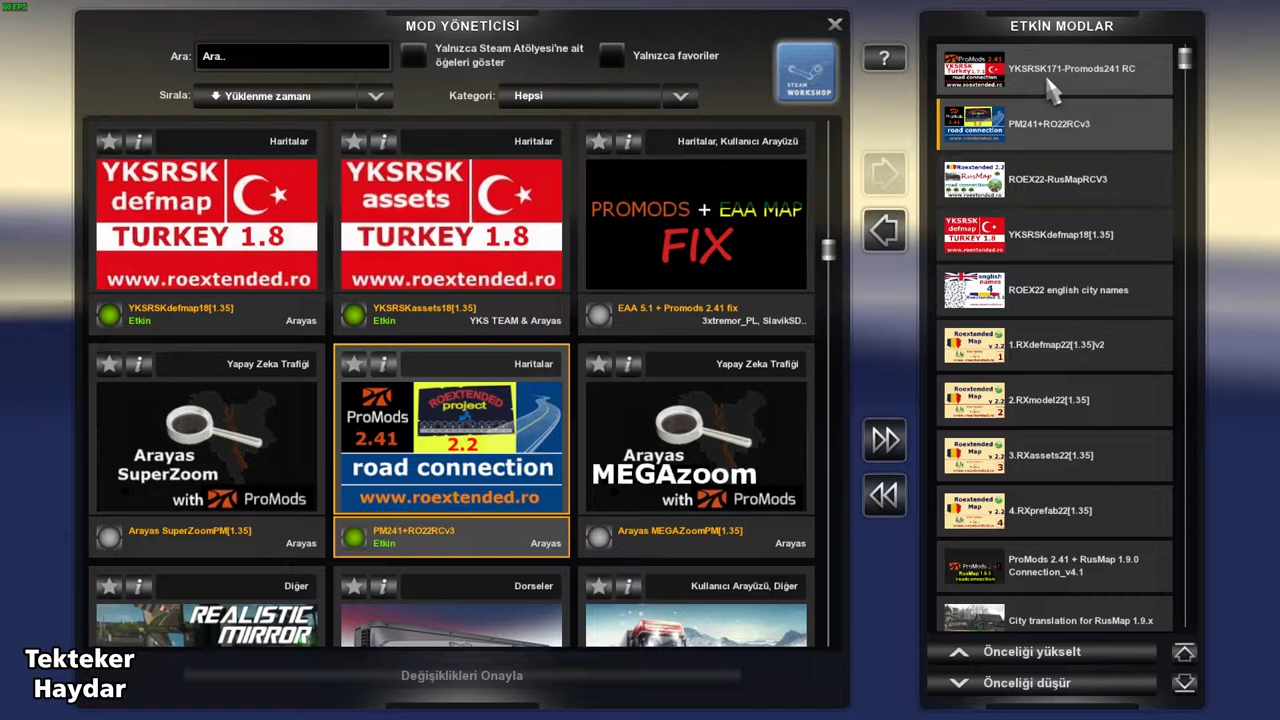 60 FPS
MOD YÖNETİCİSİ
Ara:
Ara..
Yalnızca Steam Atölyesi'ne ait
öğeleri göster
Yalnızca favoriler
STEAM
WORKSHOP
Sırala:
Yüklenme zamanı
Kategori:
Hepsi
Haritalar
YKSRSK
defmap
TURKEY 1.8
www.roextended.ro
YKSRSKdefmap18[1.35]
Etkin
Arayas
Haritalar
YKSRSK
assets
TURKEY 1.8
www.roextended.ro
YKSRSKassets18[1.35]
Etkin
YKS TEAM & Arayas
Haritalar, Kullanıcı Arayüzü
PROMODS + EAA MAP
FIX
EAA 5.1 + Promods 2.41 fix
3xtremor_PL, SlavikSD..
Yapay Zeka Trafiği
Arayas
SuperZoom
with ProMods
Arayas SuperZoomPM[1.35]
Arayas
Haritalar
ProMods
2.41
ROEXTENDED
project
2.2
road connection
www.roextended.ro
PM241+RO22RCv3
Etkin
Arayas
Yapay Zeka Trafiği
Arayas
MEGAzoom
with ProMods
Arayas MEGAZoomPM[1.35]
Arayas
Diğer
REALISTIC
MIRROR
Dorseler
Kullanıcı Arayüzü, Diğer
Değişiklikleri Onayla
?
ETKİN MODLAR
YKSRSK171-Promods241 RC
PM241+RO22RCv3
ROEX22-RusMapRCV3
YKSRSKdefmap18[1.35]
ROEX22 english city names
1.RXdefmap22[1.35]v2
2.RXmodel22[1.35]
3.RXassets22[1.35]
4.RXprefab22[1.35]
ProMods 2.41 + RusMap 1.9.0
Connection_v4.1
City translation for RusMap 1.9.x
Önceliği yükselt
Önceliği düşür
Tekteker
Haydar